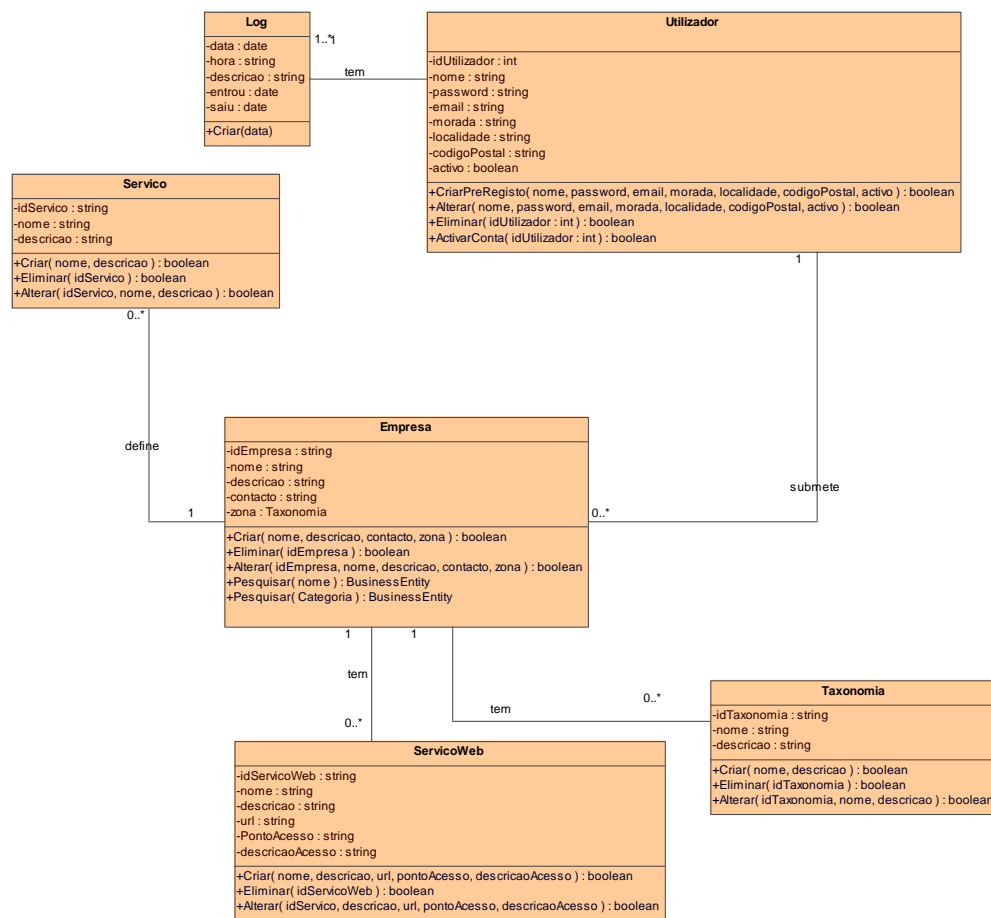 Log
-data : date
-hora : string
-descricao : string
-entrou : date
-saiu : date
+Criar(data)
1..*
1
tem
Utilizador
-idUtilizador : int
-nome : string
-password : string
-email : string
-morada : string
-localidade : string
-codigoPostal : string
-activo : boolean
+CriarPreRegisto( nome, password, email, morada, localidade, codigoPostal, activo ) : boolean
+Alterar( nome, password, email, morada, localidade, codigoPostal, activo ) : boolean
+Eliminar( idUtilizador : int ) : boolean
+ActivarConta( idUtilizador : int ) : boolean
1
Servico
-idServico : string
-nome : string
-descricao : string
+Criar( nome, descricao ) : boolean
+Eliminar( idServico ) : boolean
+Alterar( idServico, nome, descricao ) : boolean
0..*
define
1
submete
0..*
Empresa
-idEmpresa : string
-nome : string
-descricao : string
-contacto : string
-zona : Taxonomia
+Criar( nome, descricao, contacto, zona ) : boolean
+Eliminar( idEmpresa ) : boolean
+Alterar( idEmpresa, nome, descricao, contacto, zona ) : boolean
+Pesquisar( nome ) : BusinessEntity
+Pesquisar( Categoria ) : BusinessEntity
1
1
tem
0..*
tem
0..*
Taxonomia
-idTaxonomia : string
-nome : string
-descricao : string
+Criar( nome, descricao ) : boolean
+Eliminar( idTaxonomia ) : boolean
+Alterar( idTaxonomia, nome, descricao ) : boolean
ServicoWeb
-idServicoWeb : string
-nome : string
-descricao : string
-url : string
-PontoAcesso : string
-descricaoAcesso : string
+Criar( nome, descricao, url, pontoAcesso, descricaoAcesso ) : boolean
+Eliminar( idServicoWeb ) : boolean
+Alterar( idServico, descricao, url, pontoAcesso, descricaoAcesso ) : boolean